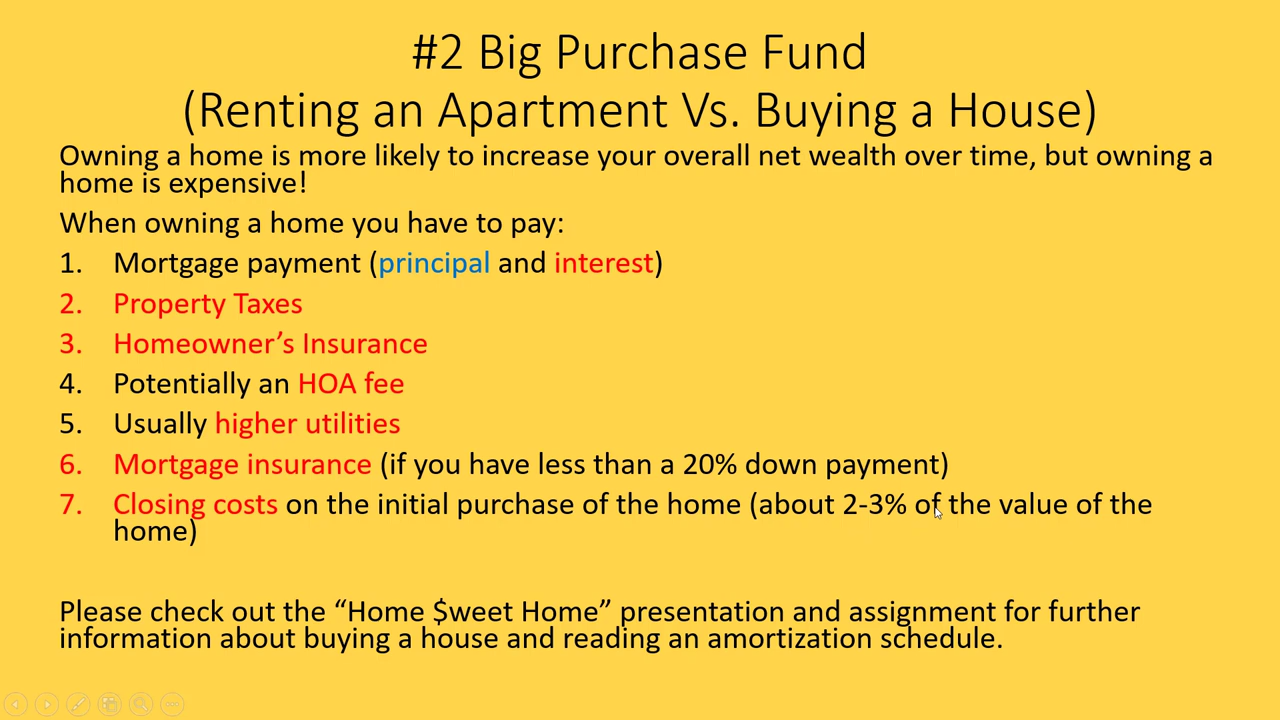 #2 Big Purchase Fund
(Renting an Apartment Vs. Buying a House)
Owning a home is more likely to increase your overall net wealth over time, but owning a
home is expensive!
When owning a home you have to pay:
1. Mortgage payment (principal and interest)
2. Property Taxes
3. Homeowner’s Insurance
4. Potentially an HOA fee
5. Usually higher utilities
6. Mortgage insurance (if you have less than a 20% down payment)
7. Closing costs on the initial purchase of the home (about 2-3% of the value of the
home)
Please check out the “Home $weet Home” presentation and assignment for further
information about buying a house and reading an amortization schedule.